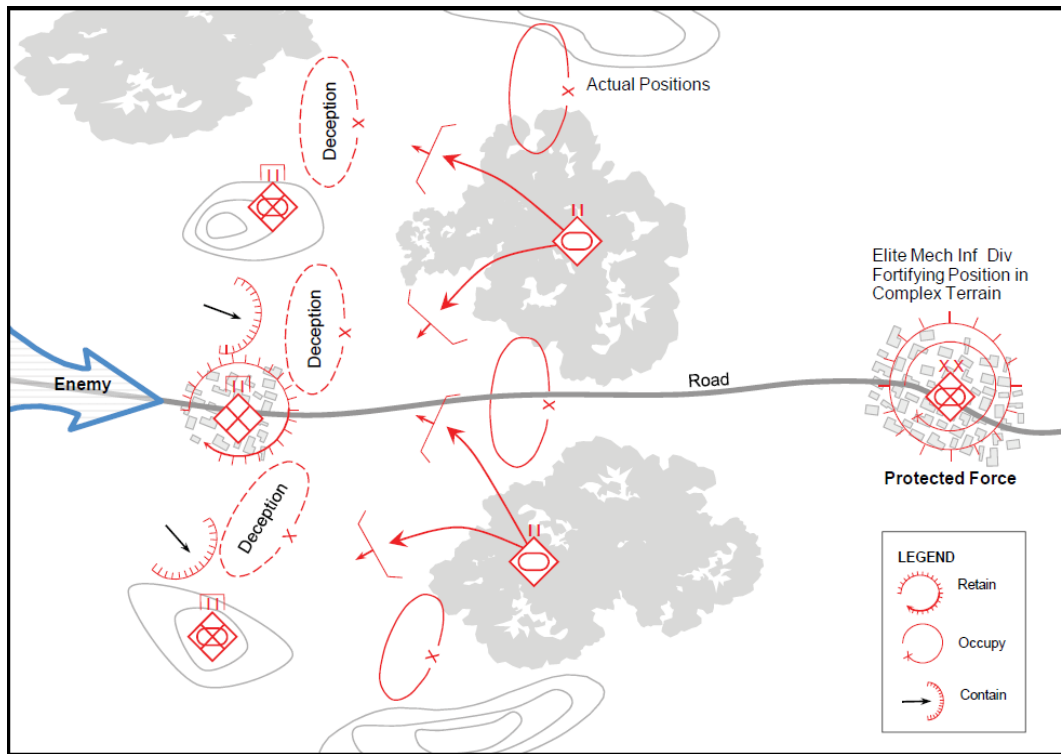 Actual Positions
Deception
Elite Mech Inf Div
Fortifying Position in
Complex Terrain
Deception
Enemy
Road
Deception
Protected Force
LEGEND
Retain
Occupy
Contain